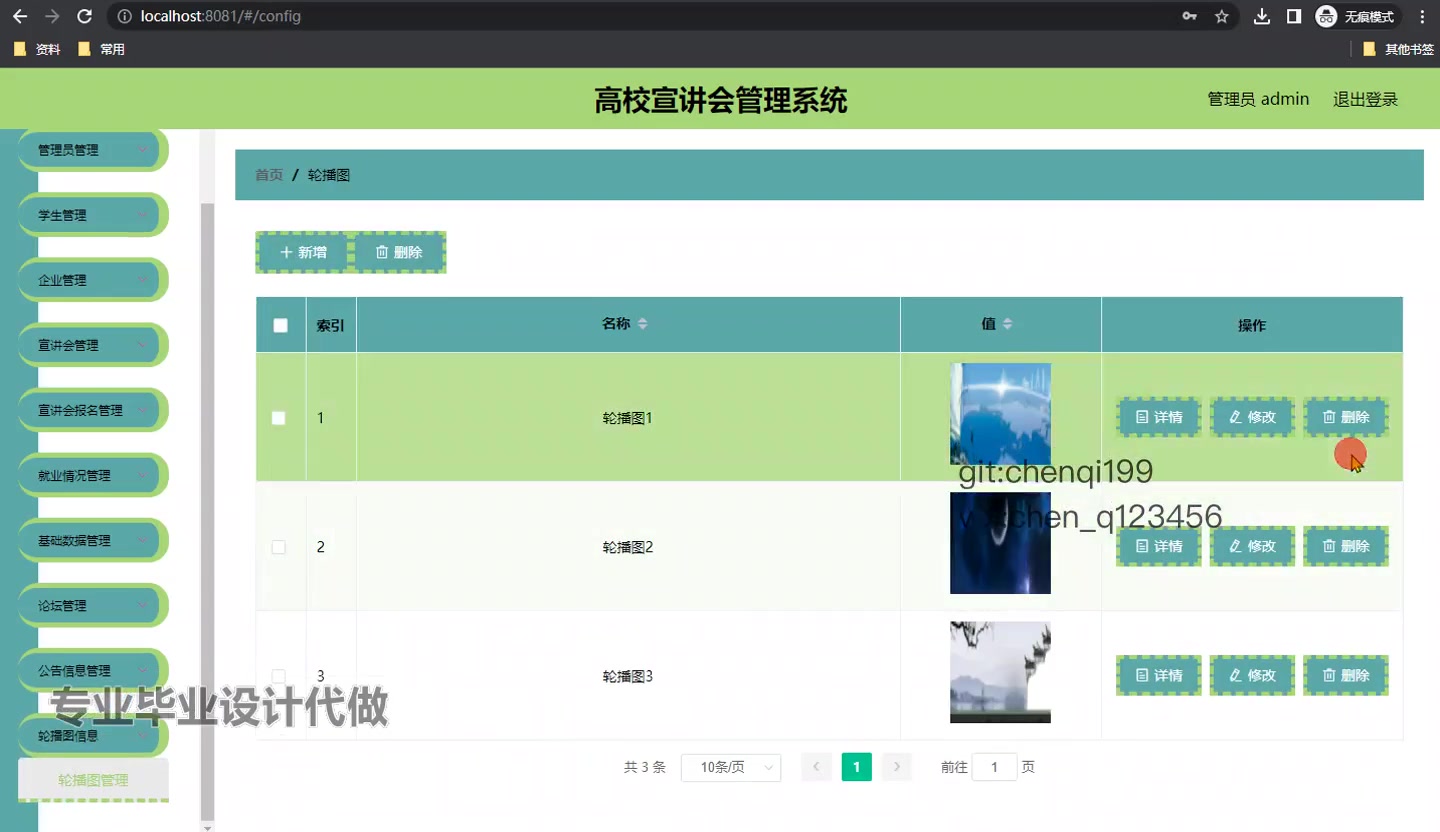 localhost:8081/#/config
无痕模式
资料 常用 其他书签
高校宣讲会管理系统
管理员 admin 退出登录
管理员管理
学生管理
企业管理
宣讲会管理
宣讲会报名管理
就业情况管理
基础数据管理
论坛管理
公告信息管理
轮播图信息
轮播图管理
首页 / 轮播图
新增 删除
索引 名称 值 操作
1 轮播图1 详情 修改 删除
git:chenqi199
chen_q123456
2 轮播图2 详情 修改 删除
3 轮播图3 详情 修改 删除
专业毕业设计代做
共 3 条 10条/页 1 前往 1 页